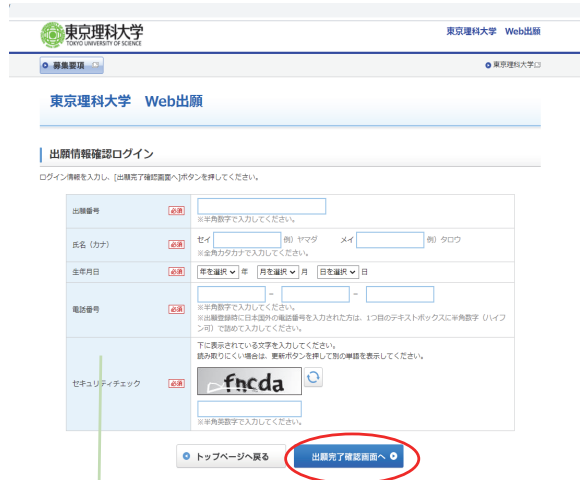 東京理科大学
TOKYO UNIVERSITY OF SCIENCE
東京理科大学 Web出願
募集要項
東京理科大学
東京理科大学 Web出願
出願情報確認ログイン
ログイン情報を入力し、[出願完了確認画面へ]ボタンを押してください。
出願番号 必須
※半角数字で入力してください。
氏名(カナ) 必須 セイ 例)ヤマダ メイ 例)タロウ
※全角カタカナで入力してください。
生年月日 必須 年を選択 年 月を選択 月 日を選択 日
電話番号 必須 - -
※半角数字で入力してください。
※出願登録時に日本国外の電話番号を入力された方は、1つ目のテキストボックスに半角数字(ハイフ
ン可)で詰めて入力してください。
下に表示されている文字を入力してください。
読み取りにくい場合は、更新ボタンを押して別の単語を表示してください。
セキュリティチェック 必須
fncda
※半角英数字で入力してください。
トップページへ戻る 出願完了確認画面へ